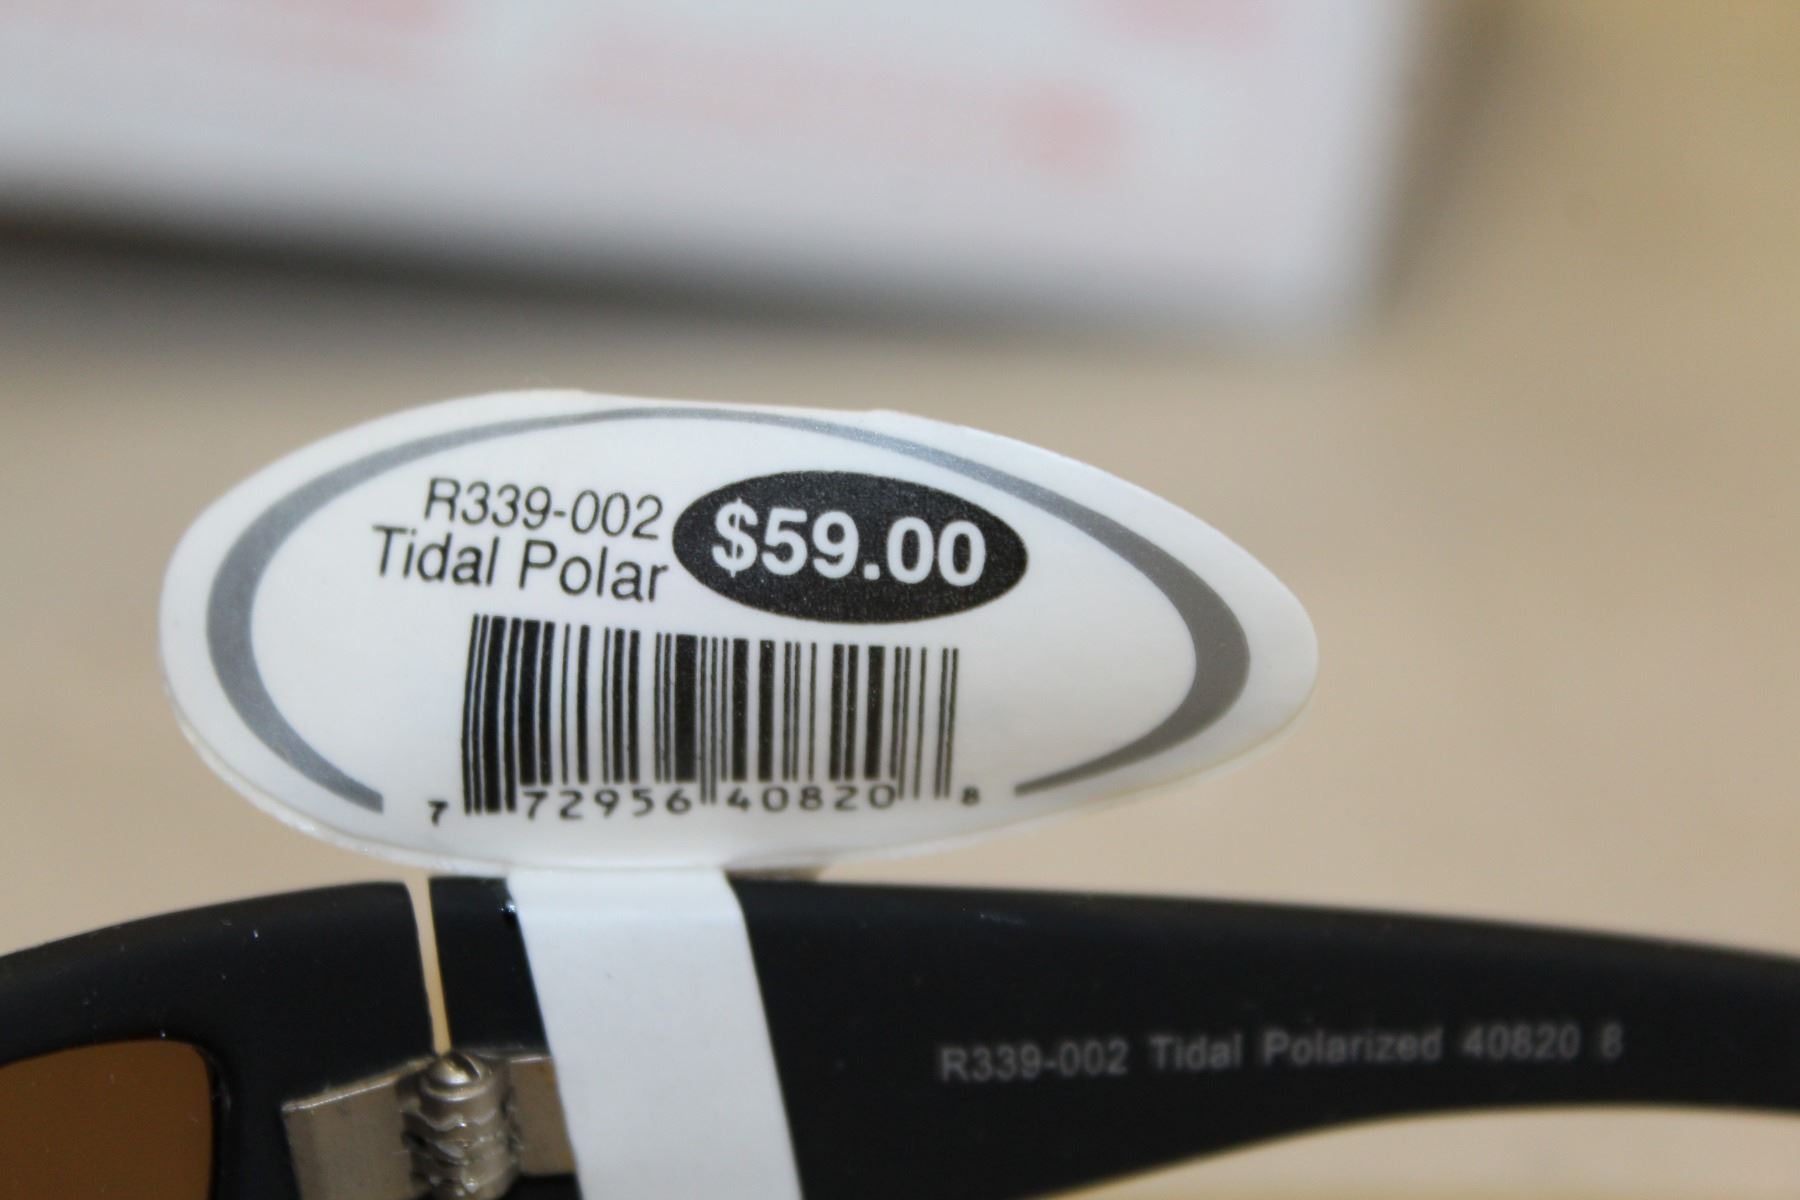 R339-002
Tidal Polar
$59.00
7 72956 40820 8
R339-002 Tidal Polarized 40820 8